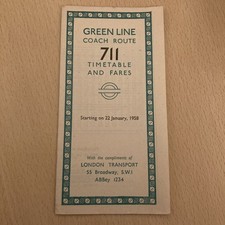 GREEN LINE
COACH ROUTE
711
TIMETABLE
AND FARES
Starting on 22 January, 1958
With the compliments of
LONDON TRANSPORT
55 Broadway, S.W.1
ABBey 1234